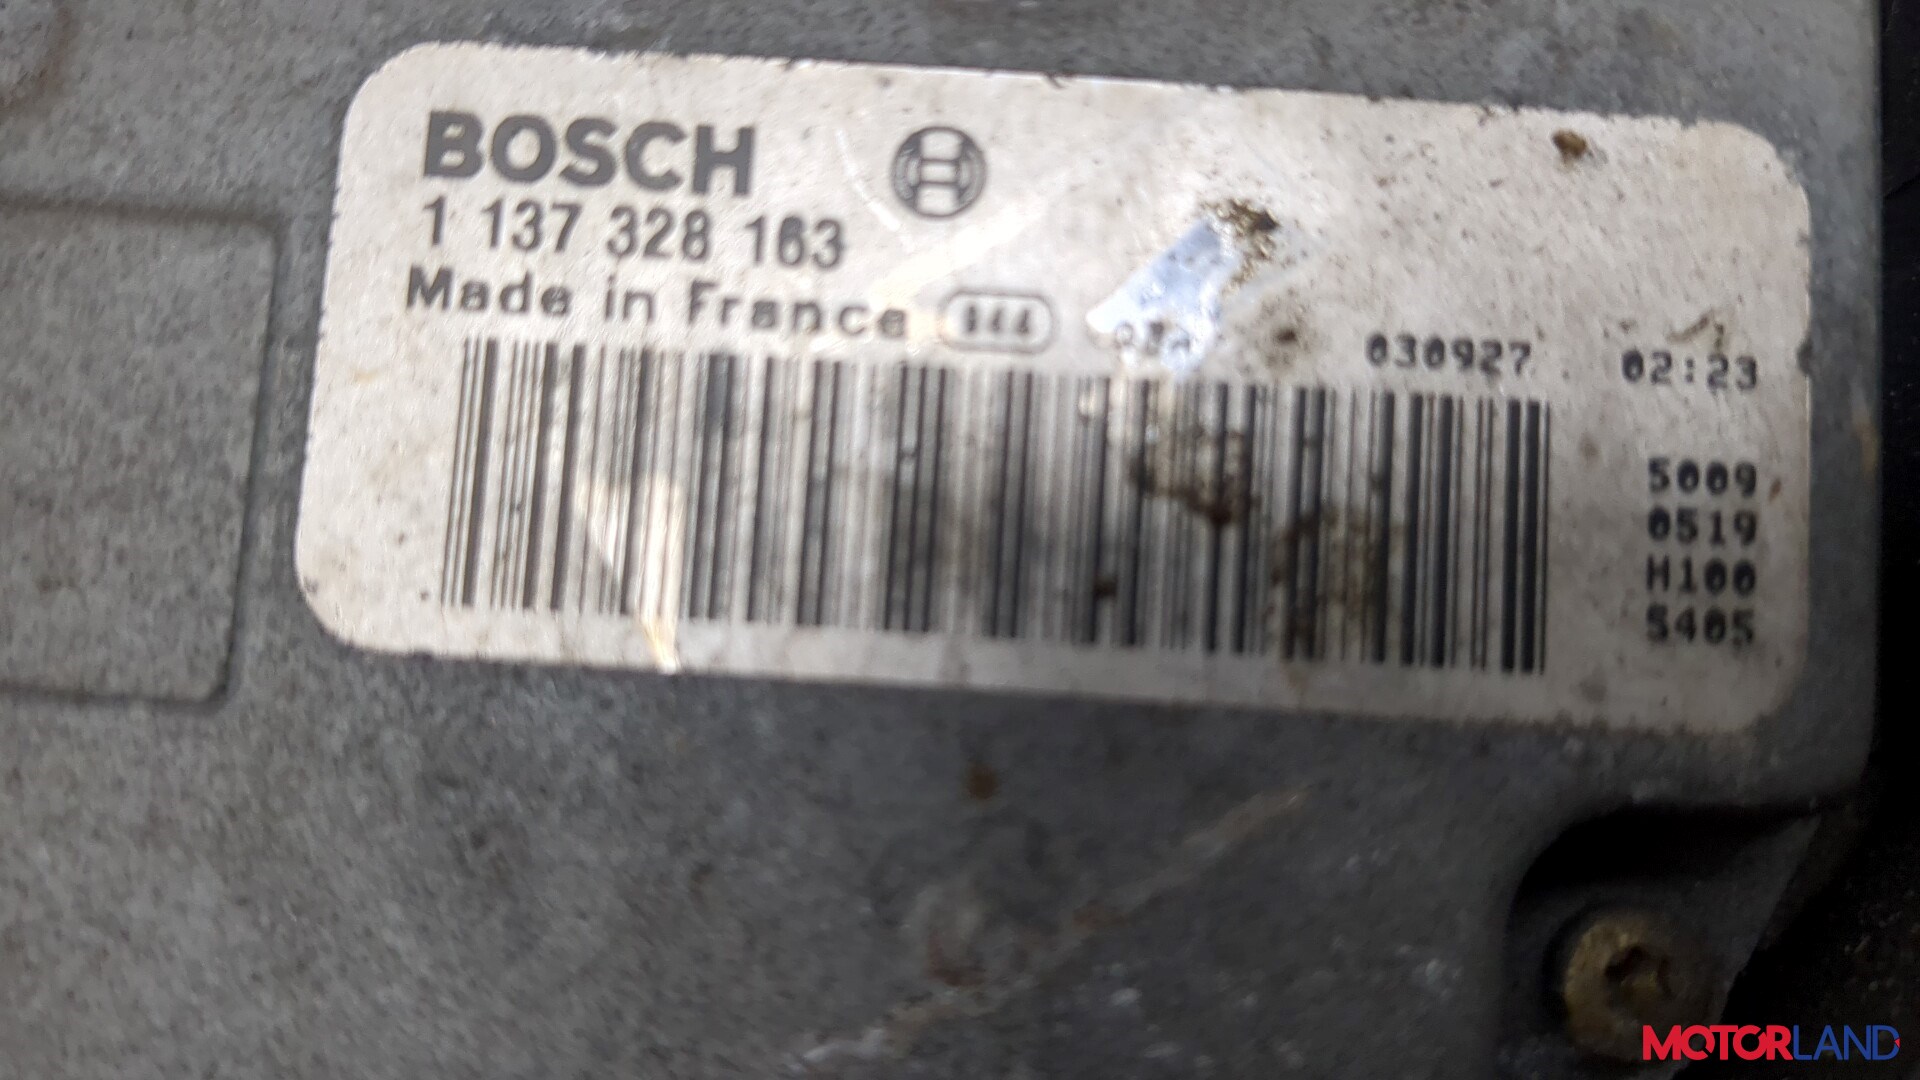 BOSCH
1 137 328 163
Made in France
030927 02:23
5009
0519
H100
5405
MOTORLAND